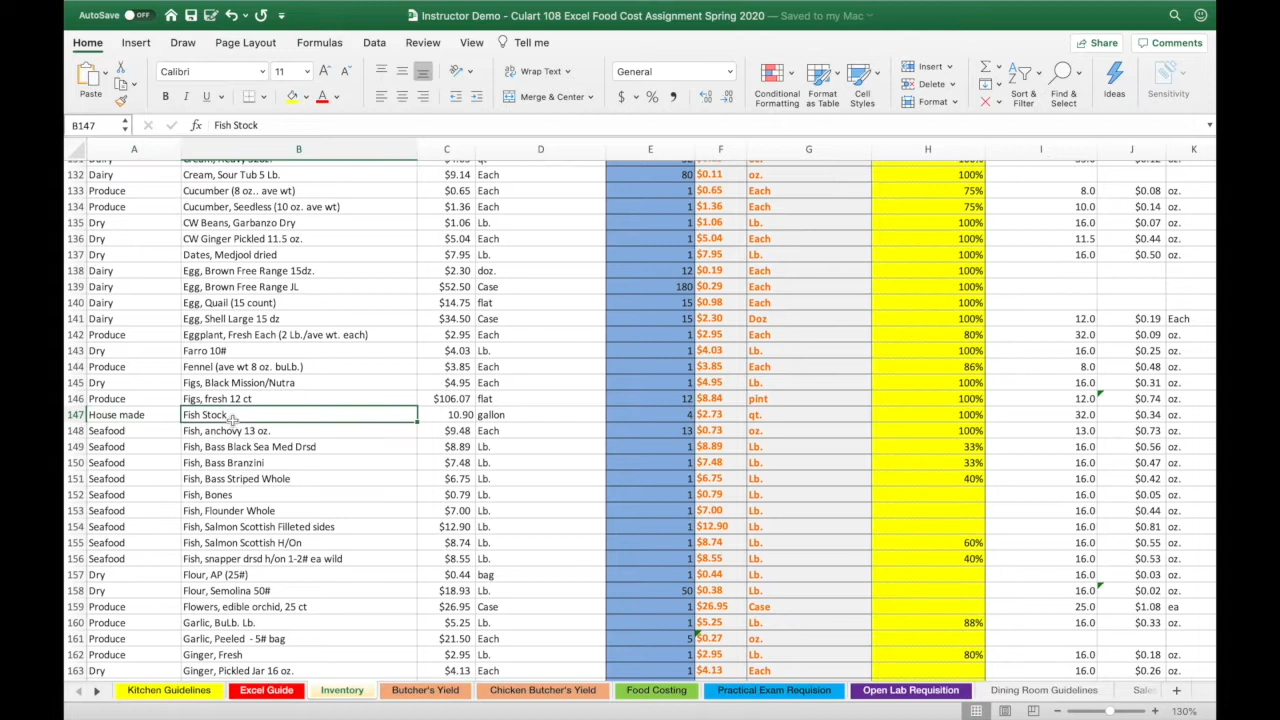 AutoSave OFF Instructor Demo - Culart 108 Excel Food Cost Assignment Spring 2020 — Saved to my Mac
Home Insert Draw Page Layout Formulas Data Review View Tell me Share Comments
Paste Calibri 11 Wrap Text General Insert
B I U Merge & Center $ % Conditional Formatting Format as Table Cell Styles Delete Format Sort & Filter Find & Select Ideas Sensitivity
B147 fx Fish Stock
A B C D E F G H I J K
132 Dairy Cream, Sour Tub 5 Lb. $9.14 Each 80 $0.11 oz. 100%
133 Produce Cucumber (8 oz.. ave wt) $0.65 Each 1 $0.65 Each 75% 8.0 $0.08 oz.
134 Produce Cucumber, Seedless (10 oz. ave wt) $1.36 Each 1 $1.36 Each 75% 10.0 $0.14 oz.
135 Dry CW Beans, Garbanzo Dry $1.06 Lb. 1 $1.06 Lb. 100% 16.0 $0.07 oz.
136 Dry CW Ginger Pickled 11.5 oz. $5.04 Each 1 $5.04 Each 100% 11.5 $0.44 oz.
137 Dry Dates, Medjool dried $7.95 Lb. 1 $7.95 Lb. 100% 16.0 $0.50 oz.
138 Dairy Egg, Brown Free Range 15dz. $2.30 doz. 12 $0.19 Each 100%
139 Dairy Egg, Brown Free Range JL $52.50 Case 180 $0.29 Each 100%
140 Dairy Egg, Quail (15 count) $14.75 flat 15 $0.98 Each 100%
141 Dairy Egg, Shell Large 15 dz $34.50 Case 15 $2.30 Doz 100% 12.0 $0.19 Each
142 Produce Eggplant, Fresh Each (2 Lb./ave wt. each) $2.95 Each 1 $2.95 Each 80% 32.0 $0.09 oz.
143 Dry Farro 10# $4.03 Lb. 1 $4.03 Lb. 100% 16.0 $0.25 oz.
144 Produce Fennel (ave wt 8 oz. buLb.) $3.85 Each 1 $3.85 Each 86% 8.0 $0.48 oz.
145 Dry Figs, Black Mission/Nutra $4.95 Each 1 $4.95 Lb. 100% 16.0 $0.31 oz.
146 Produce Figs, fresh 12 ct $106.07 flat 12 $8.84 pint 100% 12.0 $0.74 oz.
147 House made Fish Stock 10.90 gallon 4 $2.73 qt. 100% 32.0 $0.34 oz.
148 Seafood Fish, anchovy 13 oz. $9.48 Each 13 $0.73 oz. 100% 13.0 $0.73 oz.
149 Seafood Fish, Bass Black Sea Med Drsd $8.89 Lb. 1 $8.89 Lb. 33% 16.0 $0.56 oz.
150 Seafood Fish, Bass Branzini $7.48 Lb. 1 $7.48 Lb. 33% 16.0 $0.47 oz.
151 Seafood Fish, Bass Striped Whole $6.75 Lb. 1 $6.75 Lb. 40% 16.0 $0.42 oz.
152 Seafood Fish, Bones $0.79 Lb. 1 $0.79 Lb. 16.0 $0.05 oz.
153 Seafood Fish, Flounder Whole $7.00 Lb. 1 $7.00 Lb. 16.0 $0.44 oz.
154 Seafood Fish, Salmon Scottish Filleted sides $12.90 Lb. 1 $12.90 Lb. 16.0 $0.81 oz.
155 Seafood Fish, Salmon Scottish H/On $8.74 Lb. 1 $8.74 Lb. 60% 16.0 $0.55 oz.
156 Seafood Fish, snapper drsd h/on 1-2# ea wild $8.55 Lb. 1 $8.55 Lb. 40% 16.0 $0.53 oz.
157 Dry Flour, AP (25#) $0.44 bag 1 $0.44 Lb. 16.0 $0.03 oz.
158 Dry Flour, Semolina 50# $18.93 Lb. 50 $0.38 Lb. 16.0 $0.02 oz.
159 Produce Flowers, edible orchid, 25 ct $26.95 Case 1 $26.95 Case 25.0 $1.08 ea
160 Produce Garlic, BuLb. Lb. $5.25 Lb. 1 $5.25 Lb. 88% 16.0 $0.33 oz.
161 Produce Garlic, Peeled - 5# bag $21.50 Each 5 $0.27 oz.
162 Produce Ginger, Fresh $2.95 Lb. 1 $2.95 Lb. 80% 16.0 $0.18 oz.
163 Dry Ginger, Pickled Jar 16 oz. $4.13 Each 1 $4.13 Each 16.0 $0.26 oz.
Kitchen Guidelines Excel Guide Inventory Butcher's Yield Chicken Butcher's Yield Food Costing Practical Exam Requision Open Lab Requisition Dining Room Guidelines
130%